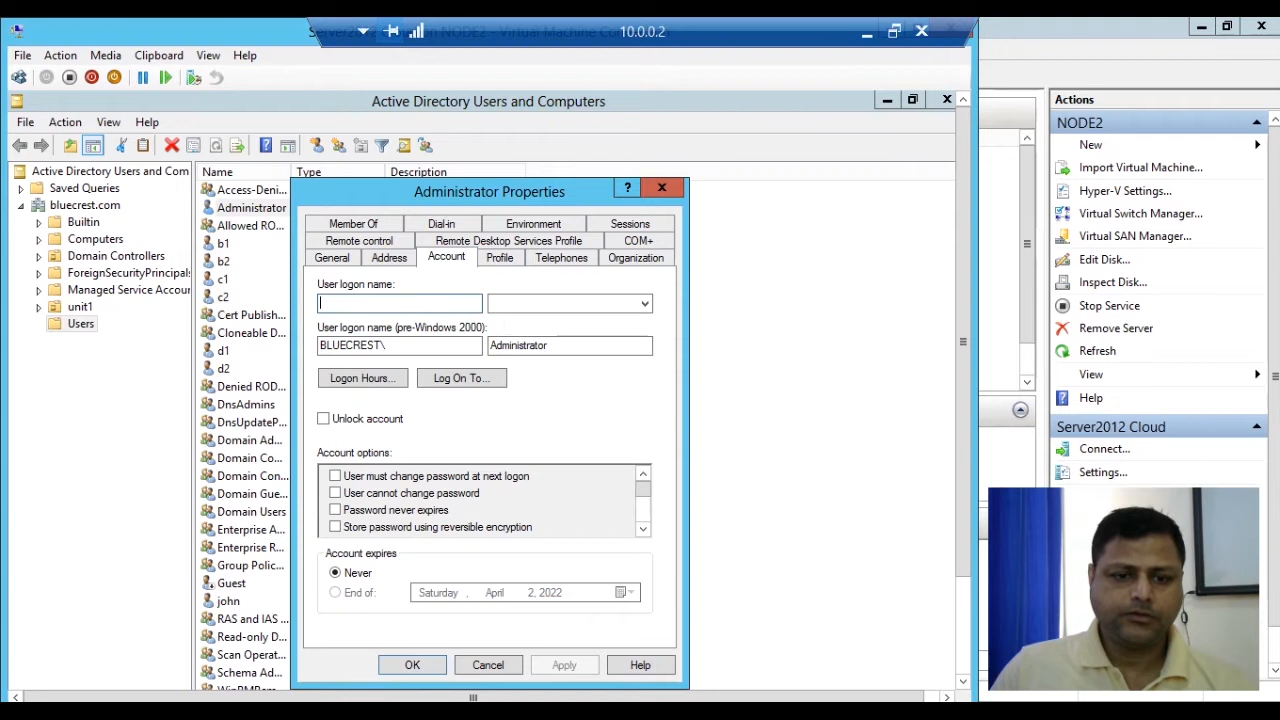 10.0.0.2
File Action Media Clipboard View Help
Active Directory Users and Computers
File Action View Help
Active Directory Users and Com
Saved Queries
bluecrest.com
Builtin
Computers
Domain Controllers
ForeignSecurityPrincipals
Managed Service Accou
unit1
Users
Name Type Description
Access-Deni...
Administrator
Allowed RO...
b1
b2
c1
c2
Cert Publish...
Cloneable D...
d1
d2
Denied ROD...
DnsAdmins
DnsUpdateP...
Domain Ad...
Domain Co...
Domain Con...
Domain Gue...
Domain Users
Enterprise A...
Enterprise R...
Group Polic...
Guest
john
RAS and IAS
Read-only D...
Scan Operat...
Schema Ad...
Administrator Properties
?
Member Of Dial-in Environment Sessions
Remote control Remote Desktop Services Profile COM+
General Address Account Profile Telephones Organization
User logon name:
User logon name (pre-Windows 2000):
BLUECREST\ Administrator
Logon Hours... Log On To...
Unlock account
Account options:
User must change password at next logon
User cannot change password
Password never expires
Store password using reversible encryption
Account expires
Never
End of: Saturday , April 2, 2022
OK Cancel Apply Help
Actions
NODE2
New
Import Virtual Machine...
Hyper-V Settings...
Virtual Switch Manager...
Virtual SAN Manager...
Edit Disk...
Inspect Disk...
Stop Service
Remove Server
Refresh
View
Help
Server2012 Cloud
Connect...
Settings...